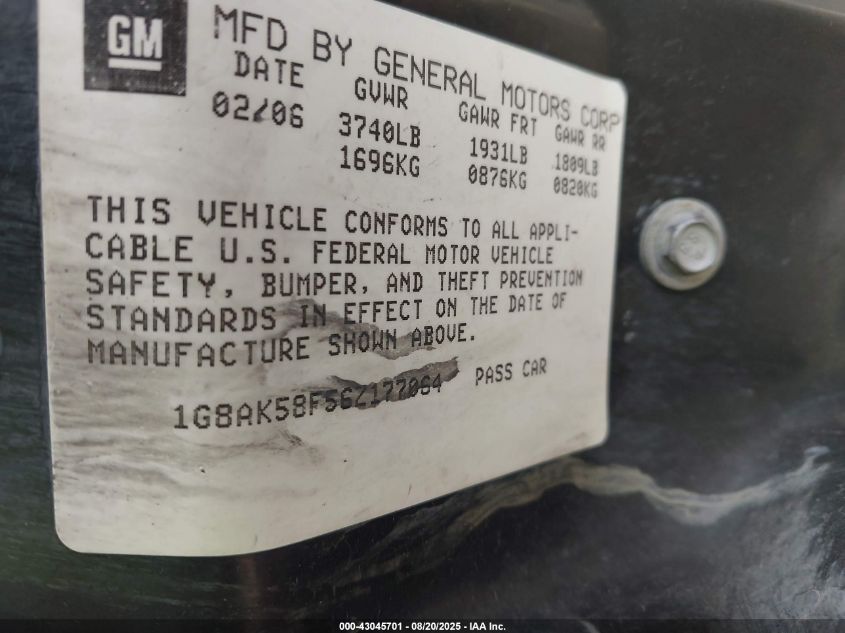 GM
MFD BY GENERAL MOTORS CORP
DATE GVWR GAWR FRT GAWR RR
02/06 3740LB 1931LB 1809LB
1696KG 0876KG 0820KG
THIS VEHICLE CONFORMS TO ALL APPLI-
CABLE U.S. FEDERAL MOTOR VEHICLE
SAFETY, BUMPER, AND THEFT PREVENTION
STANDARDS IN EFFECT ON THE DATE OF
MANUFACTURE SHOWN ABOVE.
1G8AK58F56Z177064 PASS CAR
000-43045701 - 08/20/2025 - IAA Inc.